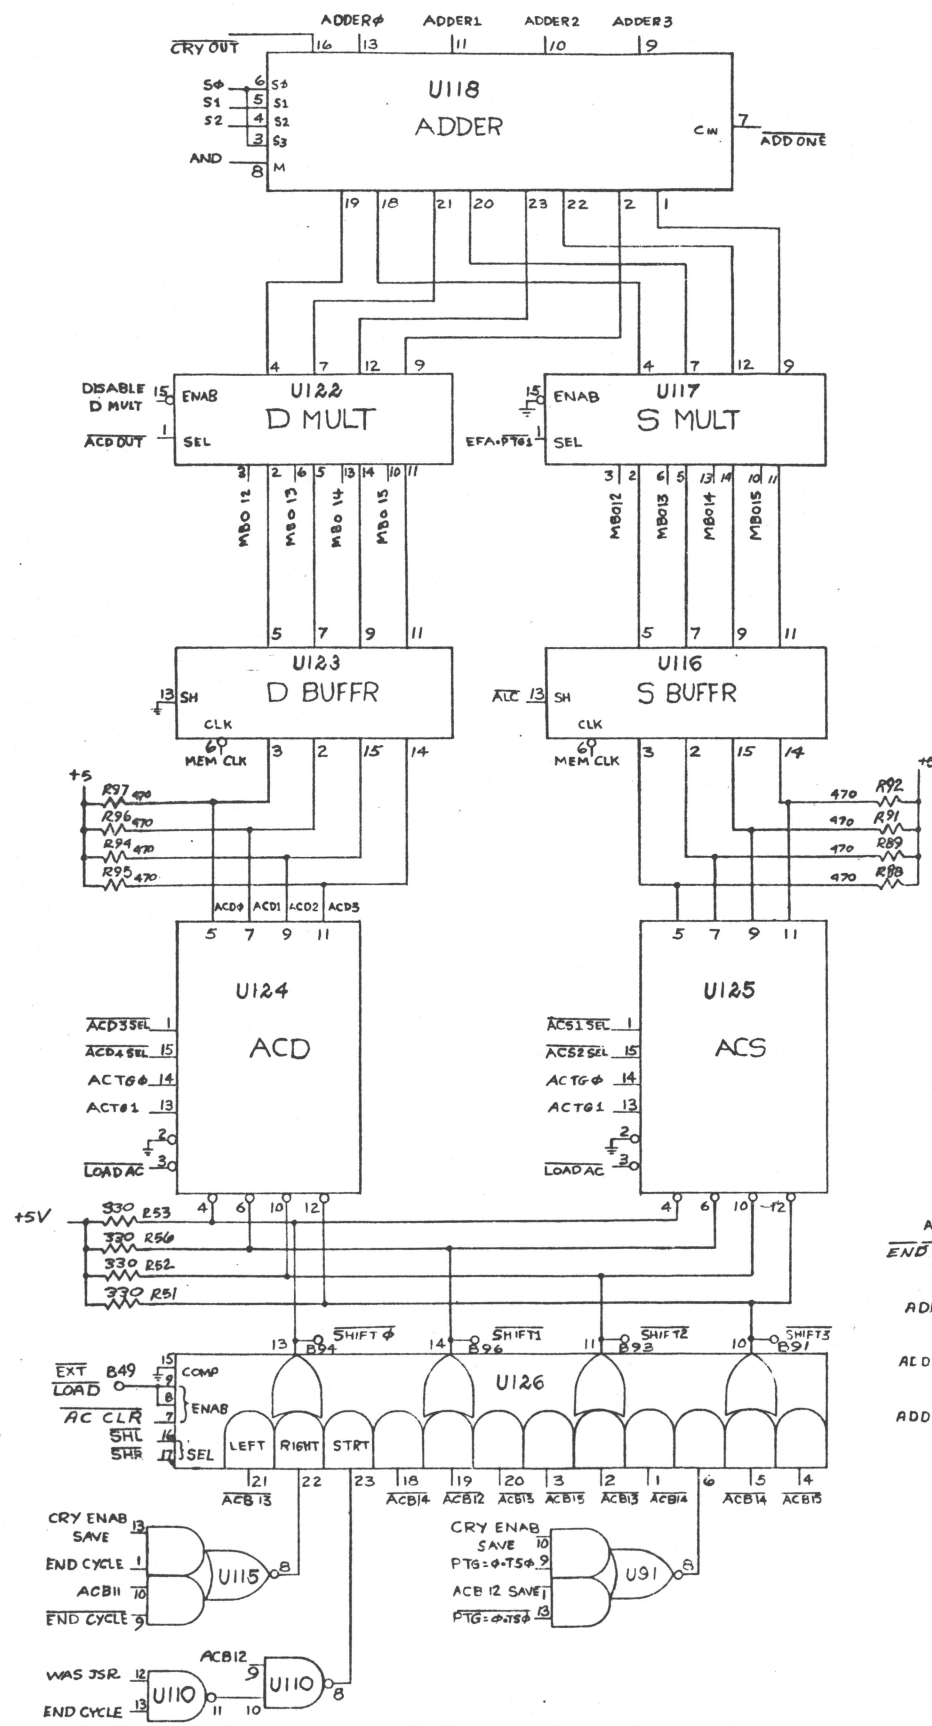 ADDERφ ADDER1 ADDER2 ADDER3
CRY OUT 16 13 11 10 9
Sφ 6 Sφ
U118
S1 5 S1
S2 4 S2
ADDER
C IN 7
ADD ONE
3 S3
AND 8 M
19 18 21 20 23 22 2 1
4 7 12 9 4 7 12 9
DISABLE D MULT 15 ENAB
U122
D MULT
ACD OUT 1 SEL
15 ENAB
U117
S MULT
EFA•PTG1 1 SEL
3 2 6 5 13 14 10 11
3 2 6 5 13 14 10 11
MBO 12 MBO 13 MBO 14 MBO 15
MBO12 MBO13 MBO14 MBO15
5 7 9 11 5 7 9 11
U123
13 SH
D BUFFR
CLK
6
MEM CLK
3 2 15 14
U116
ALC 13 SH
S BUFFR
CLK
6
MEM CLK
3 2 15 14
+5
R97 470
R96 470
R94 470
R95 470
470 R92
470 R91
470 R89
470 R88
ACDφ ACD1 ACD2 ACD3
5 7 9 11 5 7 9 11
U124
ACD
ACD3SEL 1
ACD4SEL 15
ACTGφ 14
ACTG1 13
2
LOADAC 3
4 6 10 12
U125
ACS
ACS1SEL 1
ACS2SEL 15
ACTGφ 14
ACTG1 13
2
LOADAC 3
4 6 10 12
+5V
330 R53
330 R56
330 R52
330 R51
END
13 SHIFTφ B94
14 SHIFT1 B96
11 SHIFT2 B93
10 SHIFT3 B91
15 COMP
U126
EXT LOAD B49 9
8 ENAB
AC CLR 7
SHL 16
SHR 17 SEL
LEFT RIGHT STRT
21 22 23 18 19 20 3 2 1 6 5 4
ACB13 ACB14 ACB12 ACB13 ACB15 ACB13 ACB14 ACB14 ACB15
CRY ENAB SAVE 13
END CYCLE 1
U115 8
ACB11 10
END CYCLE 9
CRY ENAB SAVE 10
PTG=φ•TSφ 9
U91 8
ACB 12 SAVE 1
PTG=φ•TSφ 13
ACB12 9
U110 8
WAS JSR 12
U110
END CYCLE 13
11 10